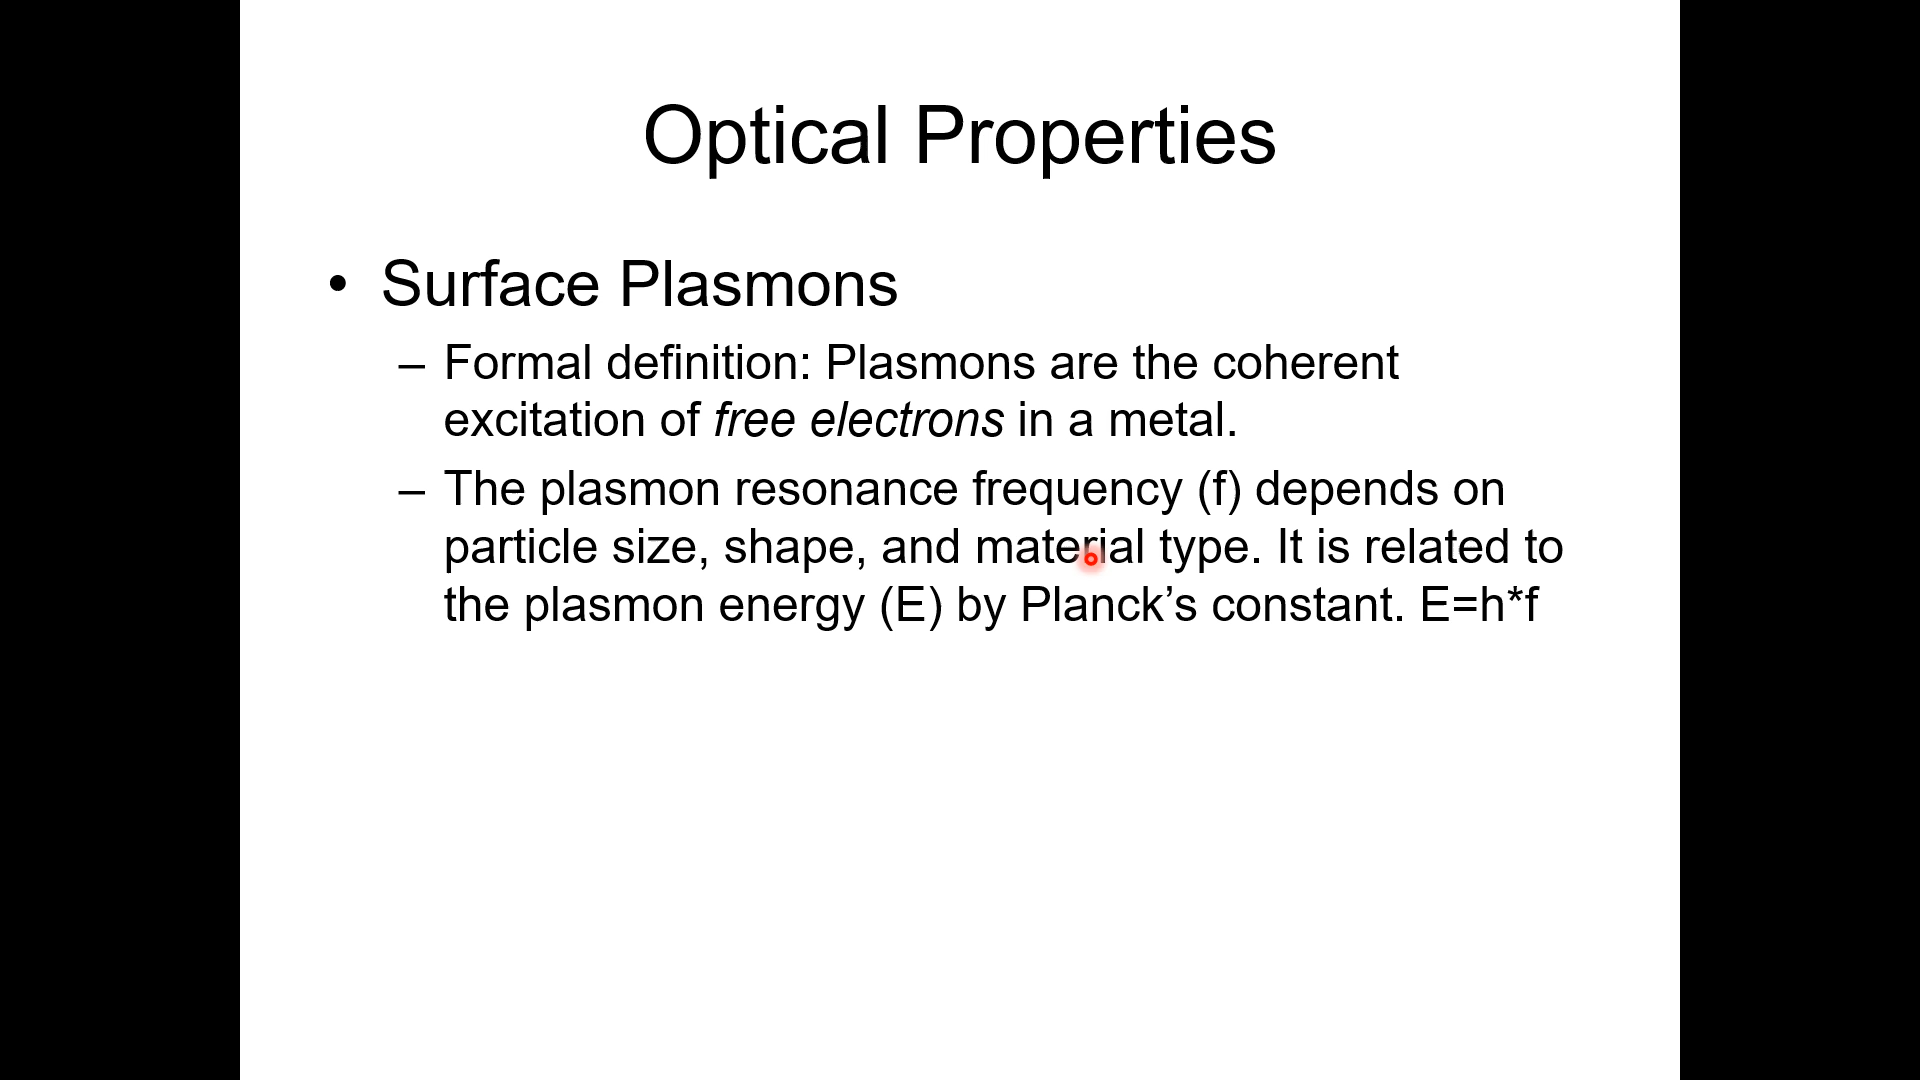 Optical Properties
• Surface Plasmons
– Formal definition: Plasmons are the coherent
excitation of free electrons in a metal.
– The plasmon resonance frequency (f) depends on
particle size, shape, and material type. It is related to
the plasmon energy (E) by Planck’s constant. E=h*f